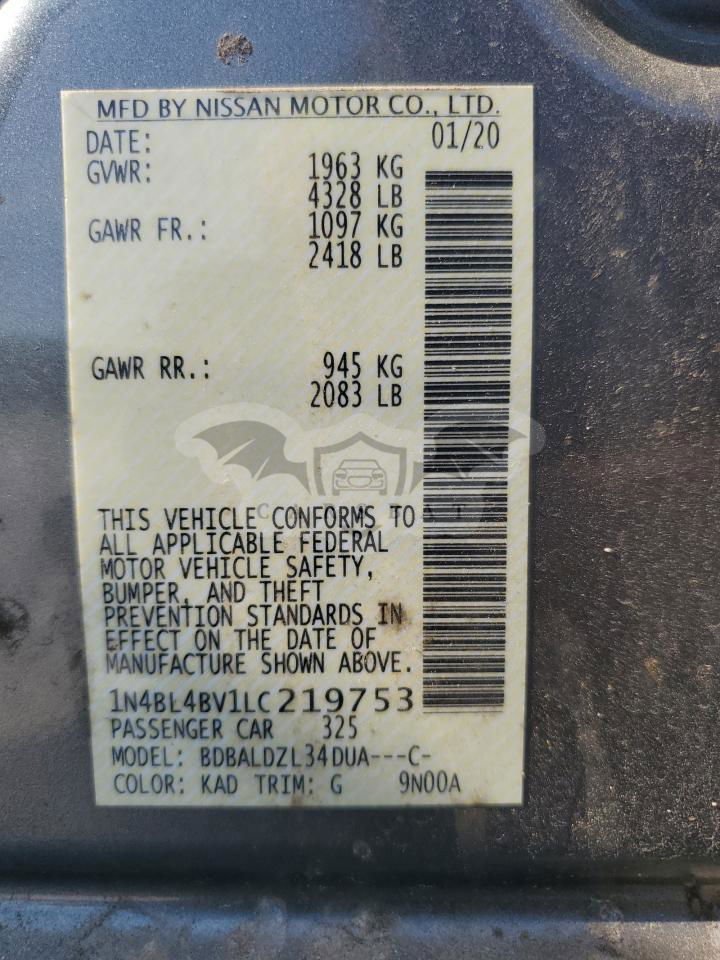 MFD BY NISSAN MOTOR CO., LTD.
DATE: 01/20
GVWR: 1963 KG
4328 LB
GAWR FR.: 1097 KG
2418 LB
GAWR RR.: 945 KG
2083 LB
THIS VEHICLE CONFORMS TO
ALL APPLICABLE FEDERAL
MOTOR VEHICLE SAFETY,
BUMPER, AND THEFT
PREVENTION STANDARDS IN
EFFECT ON THE DATE OF
MANUFACTURE SHOWN ABOVE.
1N4BL4BV1LC219753
PASSENGER CAR 325
MODEL: BDBALDZL34DUA---C-
COLOR: KAD TRIM: G 9N00A